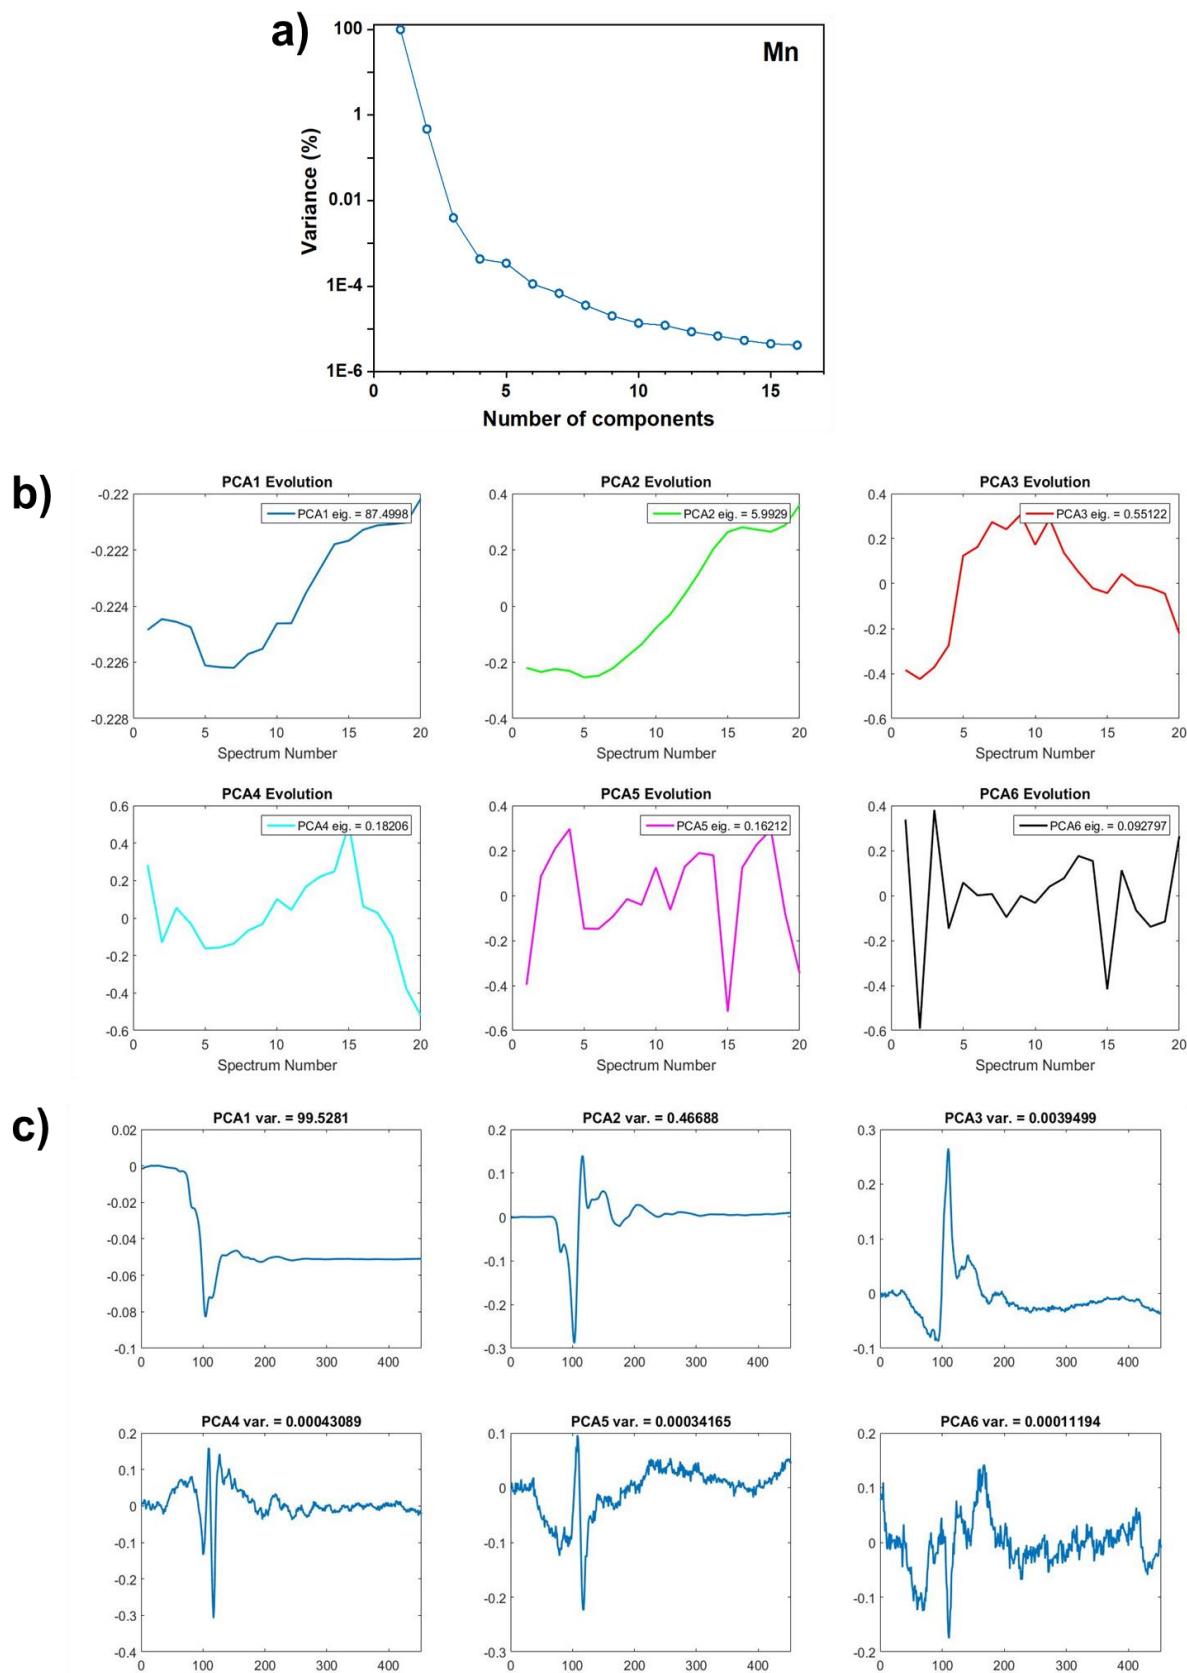 a)
Mn
Variance (%)
100
1
0.01
1E-4
1E-6
0 5 10 15
Number of components
b)
PCA1 Evolution
PCA1 eig. = 87.4998
-0.22
-0.222
-0.224
-0.226
-0.228
0 5 10 15 20
Spectrum Number
PCA2 Evolution
PCA2 eig. = 5.9929
0.4
0.2
0
-0.2
-0.4
0 5 10 15 20
Spectrum Number
PCA3 Evolution
PCA3 eig. = 0.55122
0.4
0.2
0
-0.2
-0.4
-0.6
0 5 10 15 20
Spectrum Number
PCA4 Evolution
PCA4 eig. = 0.18206
0.6
0.4
0.2
0
-0.2
-0.4
-0.6
0 5 10 15 20
Spectrum Number
PCA5 Evolution
PCA5 eig. = 0.16212
0.4
0.2
0
-0.2
-0.4
-0.6
0 5 10 15 20
Spectrum Number
PCA6 Evolution
PCA6 eig. = 0.092797
0.4
0.2
0
-0.2
-0.4
-0.6
0 5 10 15 20
Spectrum Number
c)
PCA1 var. = 99.5281
0.02
0
-0.02
-0.04
-0.06
-0.08
-0.1
0 100 200 300 400
PCA2 var. = 0.46688
0.2
0.1
0
-0.1
-0.2
-0.3
0 100 200 300 400
PCA3 var. = 0.0039499
0.3
0.2
0.1
0
-0.1
0 100 200 300 400
PCA4 var. = 0.00043089
0.2
0.1
0
-0.1
-0.2
-0.3
-0.4
0 100 200 300 400
PCA5 var. = 0.00034165
0.1
0
-0.1
-0.2
-0.3
0 100 200 300 400
PCA6 var. = 0.00011194
0.2
0.1
0
-0.1
-0.2
0 100 200 300 400